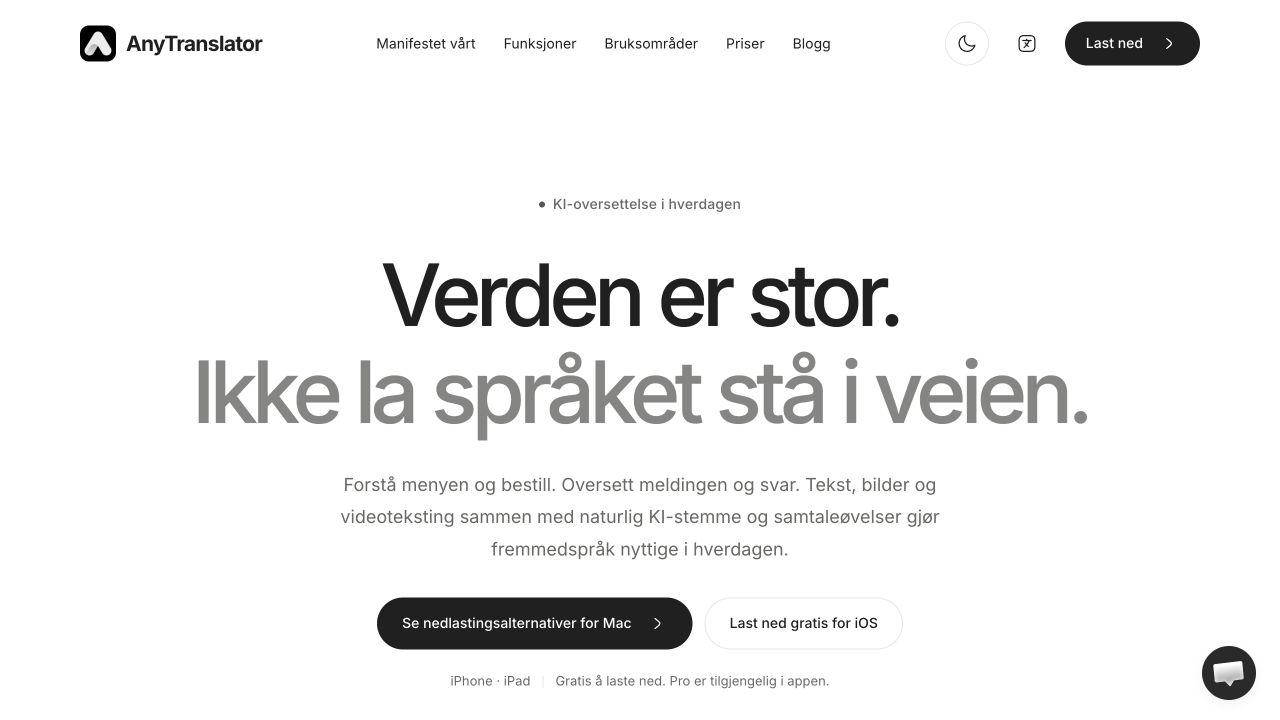 AnyTranslator
Manifestet vårt
Funksjoner
Bruksområder
Priser
Blogg
Last ned
KI-oversettelse i hverdagen
Verden er stor.
Ikke la språket stå i veien.
Forstå menyen og bestill. Oversett meldingen og svar. Tekst, bilder og
videoteksting sammen med naturlig KI-stemme og samtaleøvelser gjør
fremmedspråk nyttige i hverdagen.
Se nedlastingsalternativer for Mac
Last ned gratis for iOS
iPhone · iPad
Gratis å laste ned. Pro er tilgjengelig i appen.